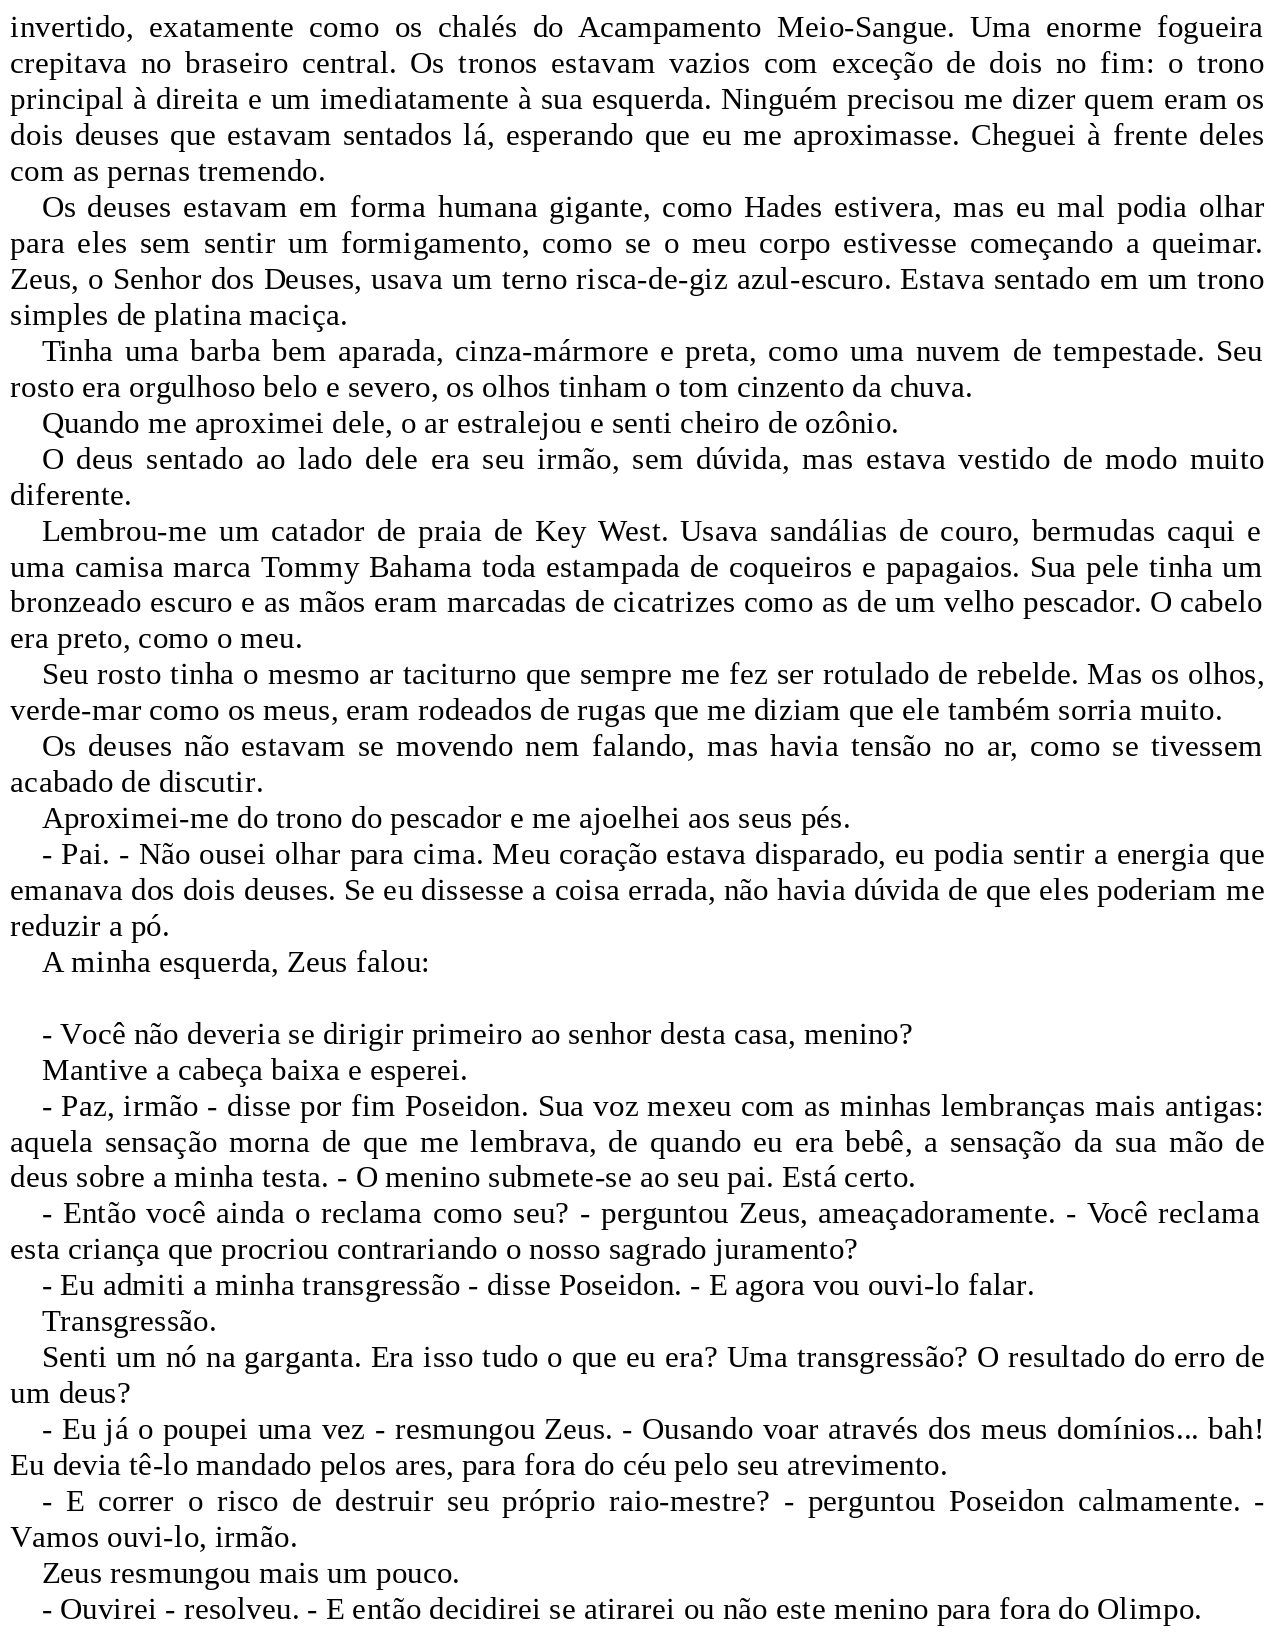 invertido, exatamente como os chalés do Acampamento Meio-Sangue. Uma enorme fogueira
crepitava no braseiro central. Os tronos estavam vazios com exceção de dois no fim: o trono
principal à direita e um imediatamente à sua esquerda. Ninguém precisou me dizer quem eram os
dois deuses que estavam sentados lá, esperando que eu me aproximasse. Cheguei à frente deles
com as pernas tremendo.
Os deuses estavam em forma humana gigante, como Hades estivera, mas eu mal podia olhar
para eles sem sentir um formigamento, como se o meu corpo estivesse começando a queimar.
Zeus, o Senhor dos Deuses, usava um terno risca-de-giz azul-escuro. Estava sentado em um trono
simples de platina maciça.
Tinha uma barba bem aparada, cinza-mármore e preta, como uma nuvem de tempestade. Seu
rosto era orgulhoso belo e severo, os olhos tinham o tom cinzento da chuva.
Quando me aproximei dele, o ar estralejou e senti cheiro de ozônio.
O deus sentado ao lado dele era seu irmão, sem dúvida, mas estava vestido de modo muito
diferente.
Lembrou-me um catador de praia de Key West. Usava sandálias de couro, bermudas caqui e
uma camisa marca Tommy Bahama toda estampada de coqueiros e papagaios. Sua pele tinha um
bronzeado escuro e as mãos eram marcadas de cicatrizes como as de um velho pescador. O cabelo
era preto, como o meu.
Seu rosto tinha o mesmo ar taciturno que sempre me fez ser rotulado de rebelde. Mas os olhos,
verde-mar como os meus, eram rodeados de rugas que me diziam que ele também sorria muito.
Os deuses não estavam se movendo nem falando, mas havia tensão no ar, como se tivessem
acabado de discutir.
Aproximei-me do trono do pescador e me ajoelhei aos seus pés.
- Pai. - Não ousei olhar para cima. Meu coração estava disparado, eu podia sentir a energia que
emanava dos dois deuses. Se eu dissesse a coisa errada, não havia dúvida de que eles poderiam me
reduzir a pó.
A minha esquerda, Zeus falou:
- Você não deveria se dirigir primeiro ao senhor desta casa, menino?
Mantive a cabeça baixa e esperei.
- Paz, irmão - disse por fim Poseidon. Sua voz mexeu com as minhas lembranças mais antigas:
aquela sensação morna de que me lembrava, de quando eu era bebê, a sensação da sua mão de
deus sobre a minha testa. - O menino submete-se ao seu pai. Está certo.
- Então você ainda o reclama como seu? - perguntou Zeus, ameaçadoramente. - Você reclama
esta criança que procriou contrariando o nosso sagrado juramento?
- Eu admiti a minha transgressão - disse Poseidon. - E agora vou ouvi-lo falar.
Transgressão.
Senti um nó na garganta. Era isso tudo o que eu era? Uma transgressão? O resultado do erro de
um deus?
- Eu já o poupei uma vez - resmungou Zeus. - Ousando voar através dos meus domínios... bah!
Eu devia tê-lo mandado pelos ares, para fora do céu pelo seu atrevimento.
- E correr o risco de destruir seu próprio raio-mestre? - perguntou Poseidon calmamente. -
Vamos ouvi-lo, irmão.
Zeus resmungou mais um pouco.
- Ouvirei - resolveu. - E então decidirei se atirarei ou não este menino para fora do Olimpo.